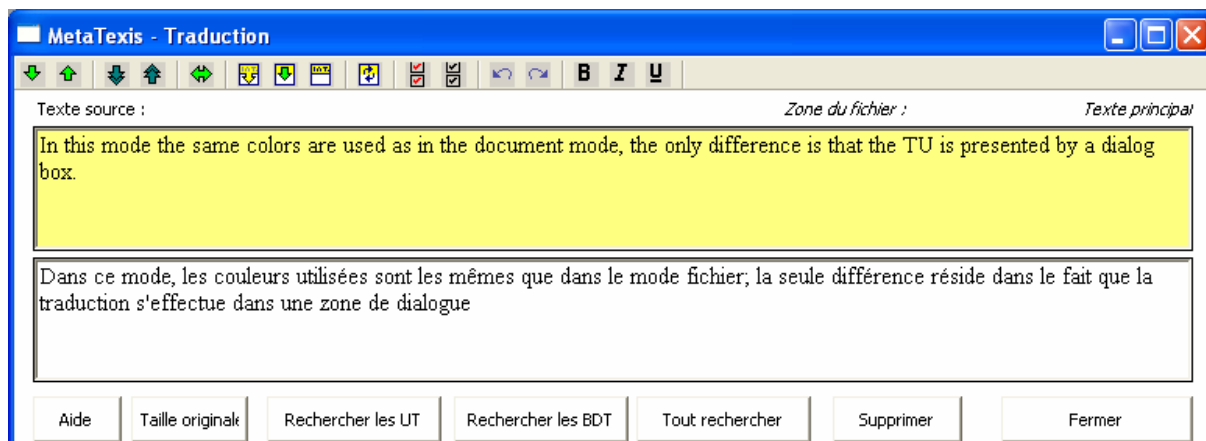 MetaTexis - Traduction
B I U
Texte source : Zone du fichier : Texte principal
In this mode the same colors are used as in the document mode, the only difference is that the TU is presented by a dialog
box.
Dans ce mode, les couleurs utilisées sont les mêmes que dans le mode fichier; la seule différence réside dans le fait que la
traduction s'effectue dans une zone de dialogue
Aide Taille originale Rechercher les UT Rechercher les BDT Tout rechercher Supprimer Fermer